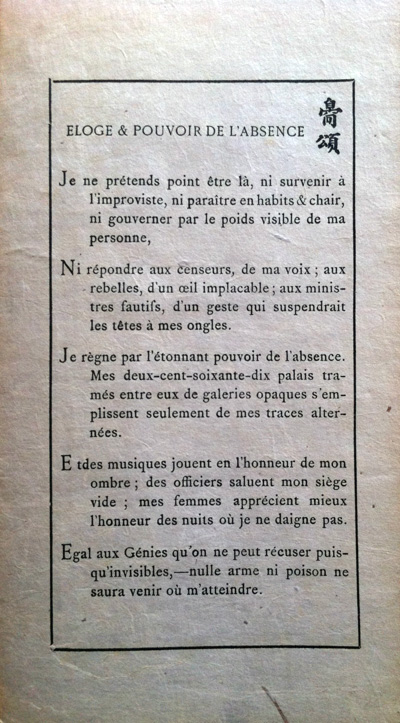 ELOGE & POUVOIR DE L'ABSENCE
Je ne prétends point être là, ni survenir à
l'improviste, ni paraître en habits & chair,
ni gouverner par le poids visible de ma
personne,
Ni répondre aux censeurs, de ma voix ; aux
rebelles, d'un œil implacable ; aux minis-
tres fautifs, d'un geste qui suspendrait
les têtes à mes ongles.
Je règne par l'étonnant pouvoir de l'absence.
Mes deux-cent-soixante-dix palais tra-
més entre eux de galeries opaques s'em-
plissent seulement de mes traces alter-
nées.
E tdes musiques jouent en l'honneur de mon
ombre ; des officiers saluent mon siège
vide ; mes femmes apprécient mieux
l'honneur des nuits où je ne daigne pas.
Egal aux Génies qu'on ne peut récuser puis-
qu'invisibles,—nulle arme ni poison ne
saura venir où m'atteindre.